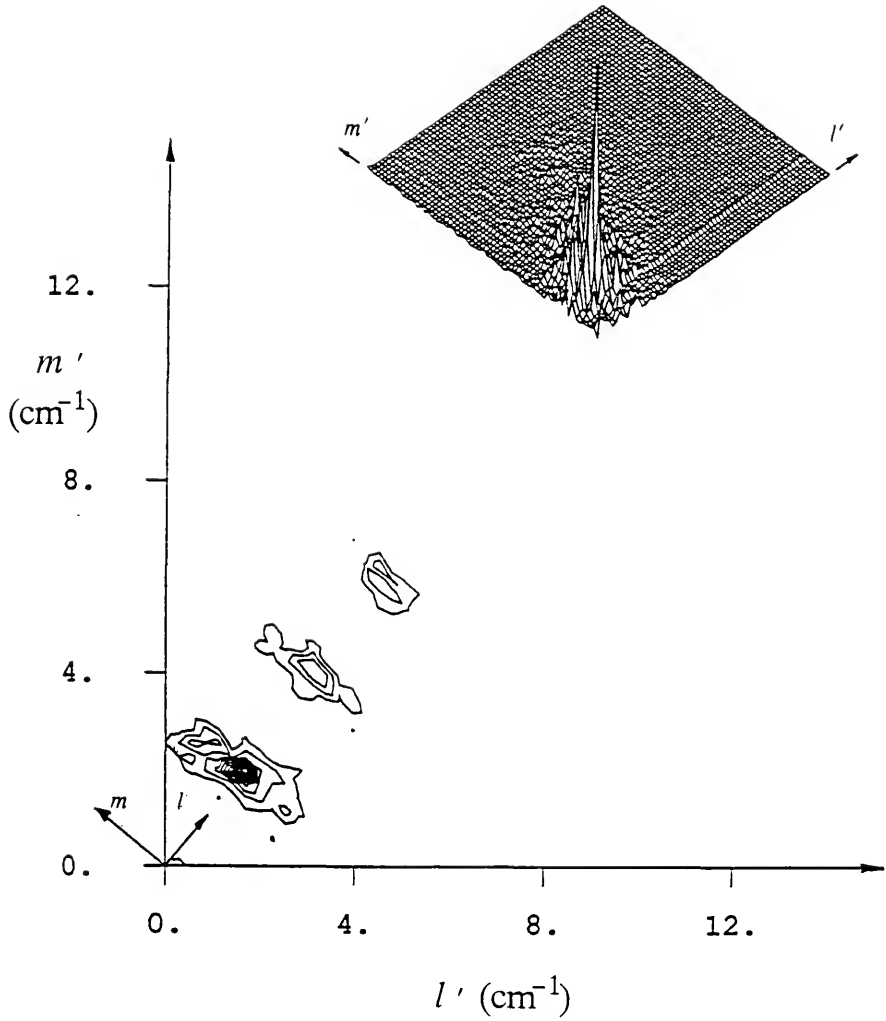 m'
l'
12.
m '
(cm⁻¹)
8.
4.
m
l
0.
0.
4.
8.
12.
l ' (cm⁻¹)